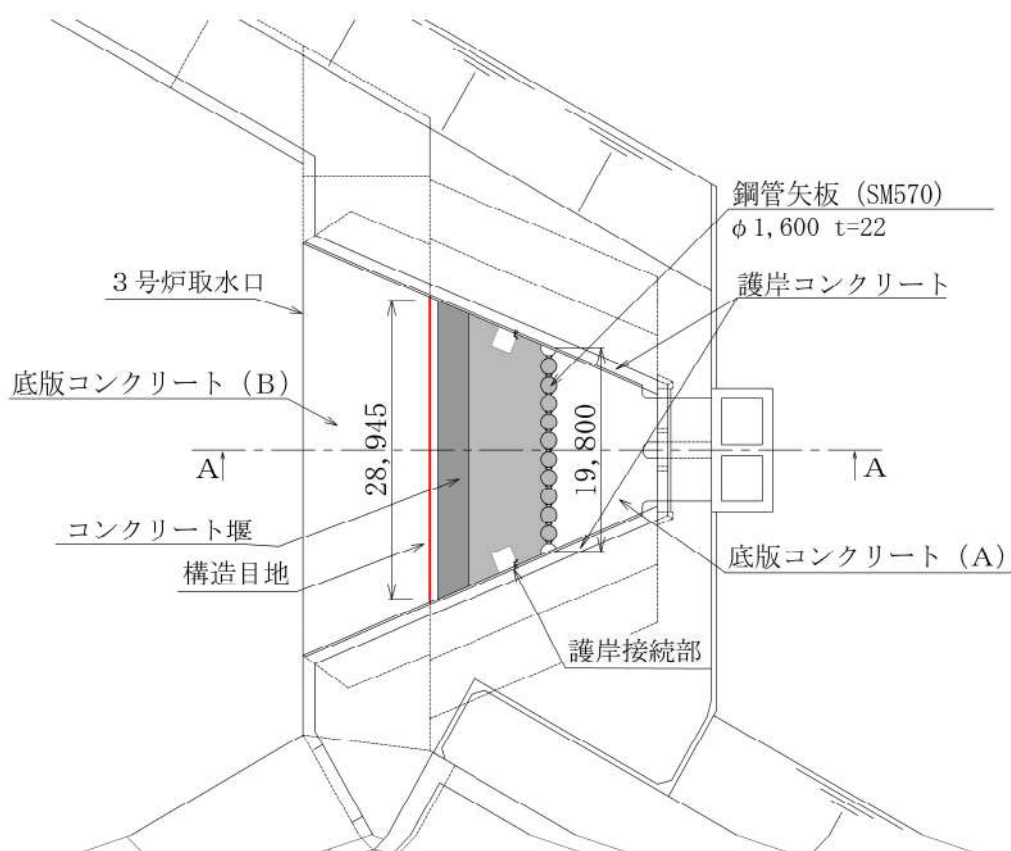 鋼管矢板 (SM570)
φ1,600 t=22
護岸コンクリート
3号炉取水口
底版コンクリート（B）
28,945
19,800
A
A
コンクリート堰
構造目地
底版コンクリート（A）
護岸接続部